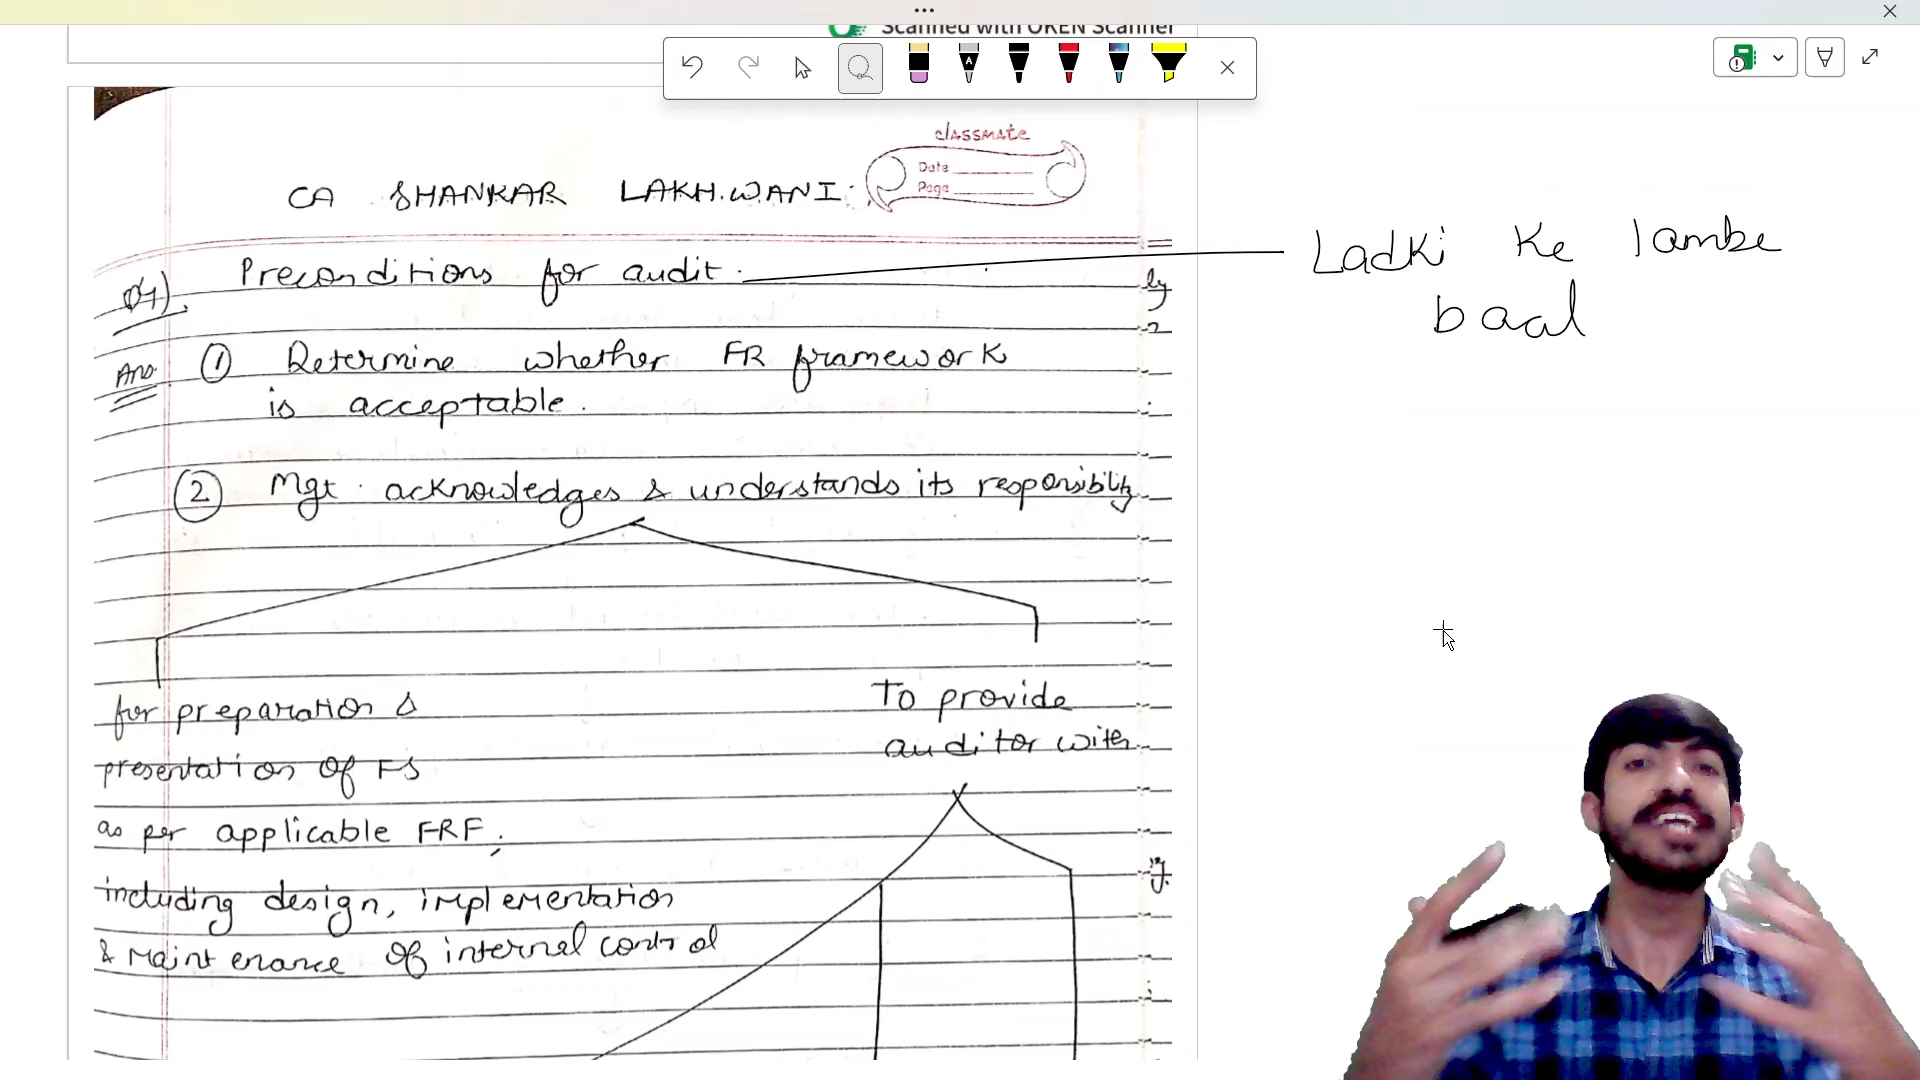 Scanned with OKEN Scanner
classmate
Date
Page
CA SHANKAR LAKHWANI
Q1) Preconditions for audit.
Ladki Ke lambe
baal
Ans. ① Determine whether FR framework
is acceptable.
② Mgt. acknowledges & understands its responsibility
for preparation &
presentation of FS
as per applicable FRF,
including design, implementation
& maintenance of internal control
To provide
auditor with